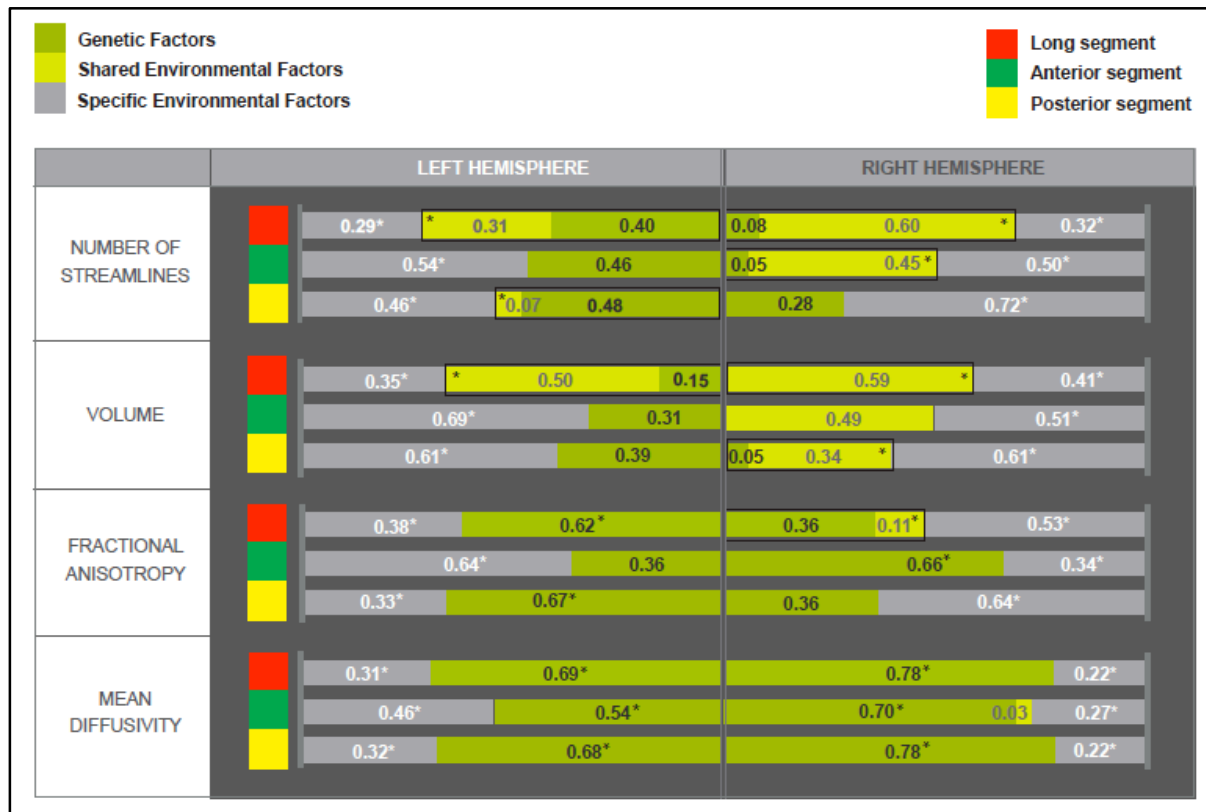 Genetic Factors
Shared Environmental Factors
Specific Environmental Factors
Long segment
Anterior segment
Posterior segment
LEFT HEMISPHERE RIGHT HEMISPHERE
NUMBER OF
STREAMLINES
0.29* * 0.31 0.40 0.08 0.60 * 0.32*
0.54* 0.46 0.05 0.45* 0.50*
0.46* *0.07 0.48 0.28 0.72*
VOLUME
0.35* * 0.50 0.15 0.59 * 0.41*
0.69* 0.31 0.49 0.51*
0.61* 0.39 0.05 0.34 * 0.61*
FRACTIONAL
ANISOTROPY
0.38* 0.62* 0.36 0.11* 0.53*
0.64* 0.36 0.66* 0.34*
0.33* 0.67* 0.36 0.64*
MEAN
DIFFUSIVITY
0.31* 0.69* 0.78* 0.22*
0.46* 0.54* 0.70* 0.03 0.27*
0.32* 0.68* 0.78* 0.22*